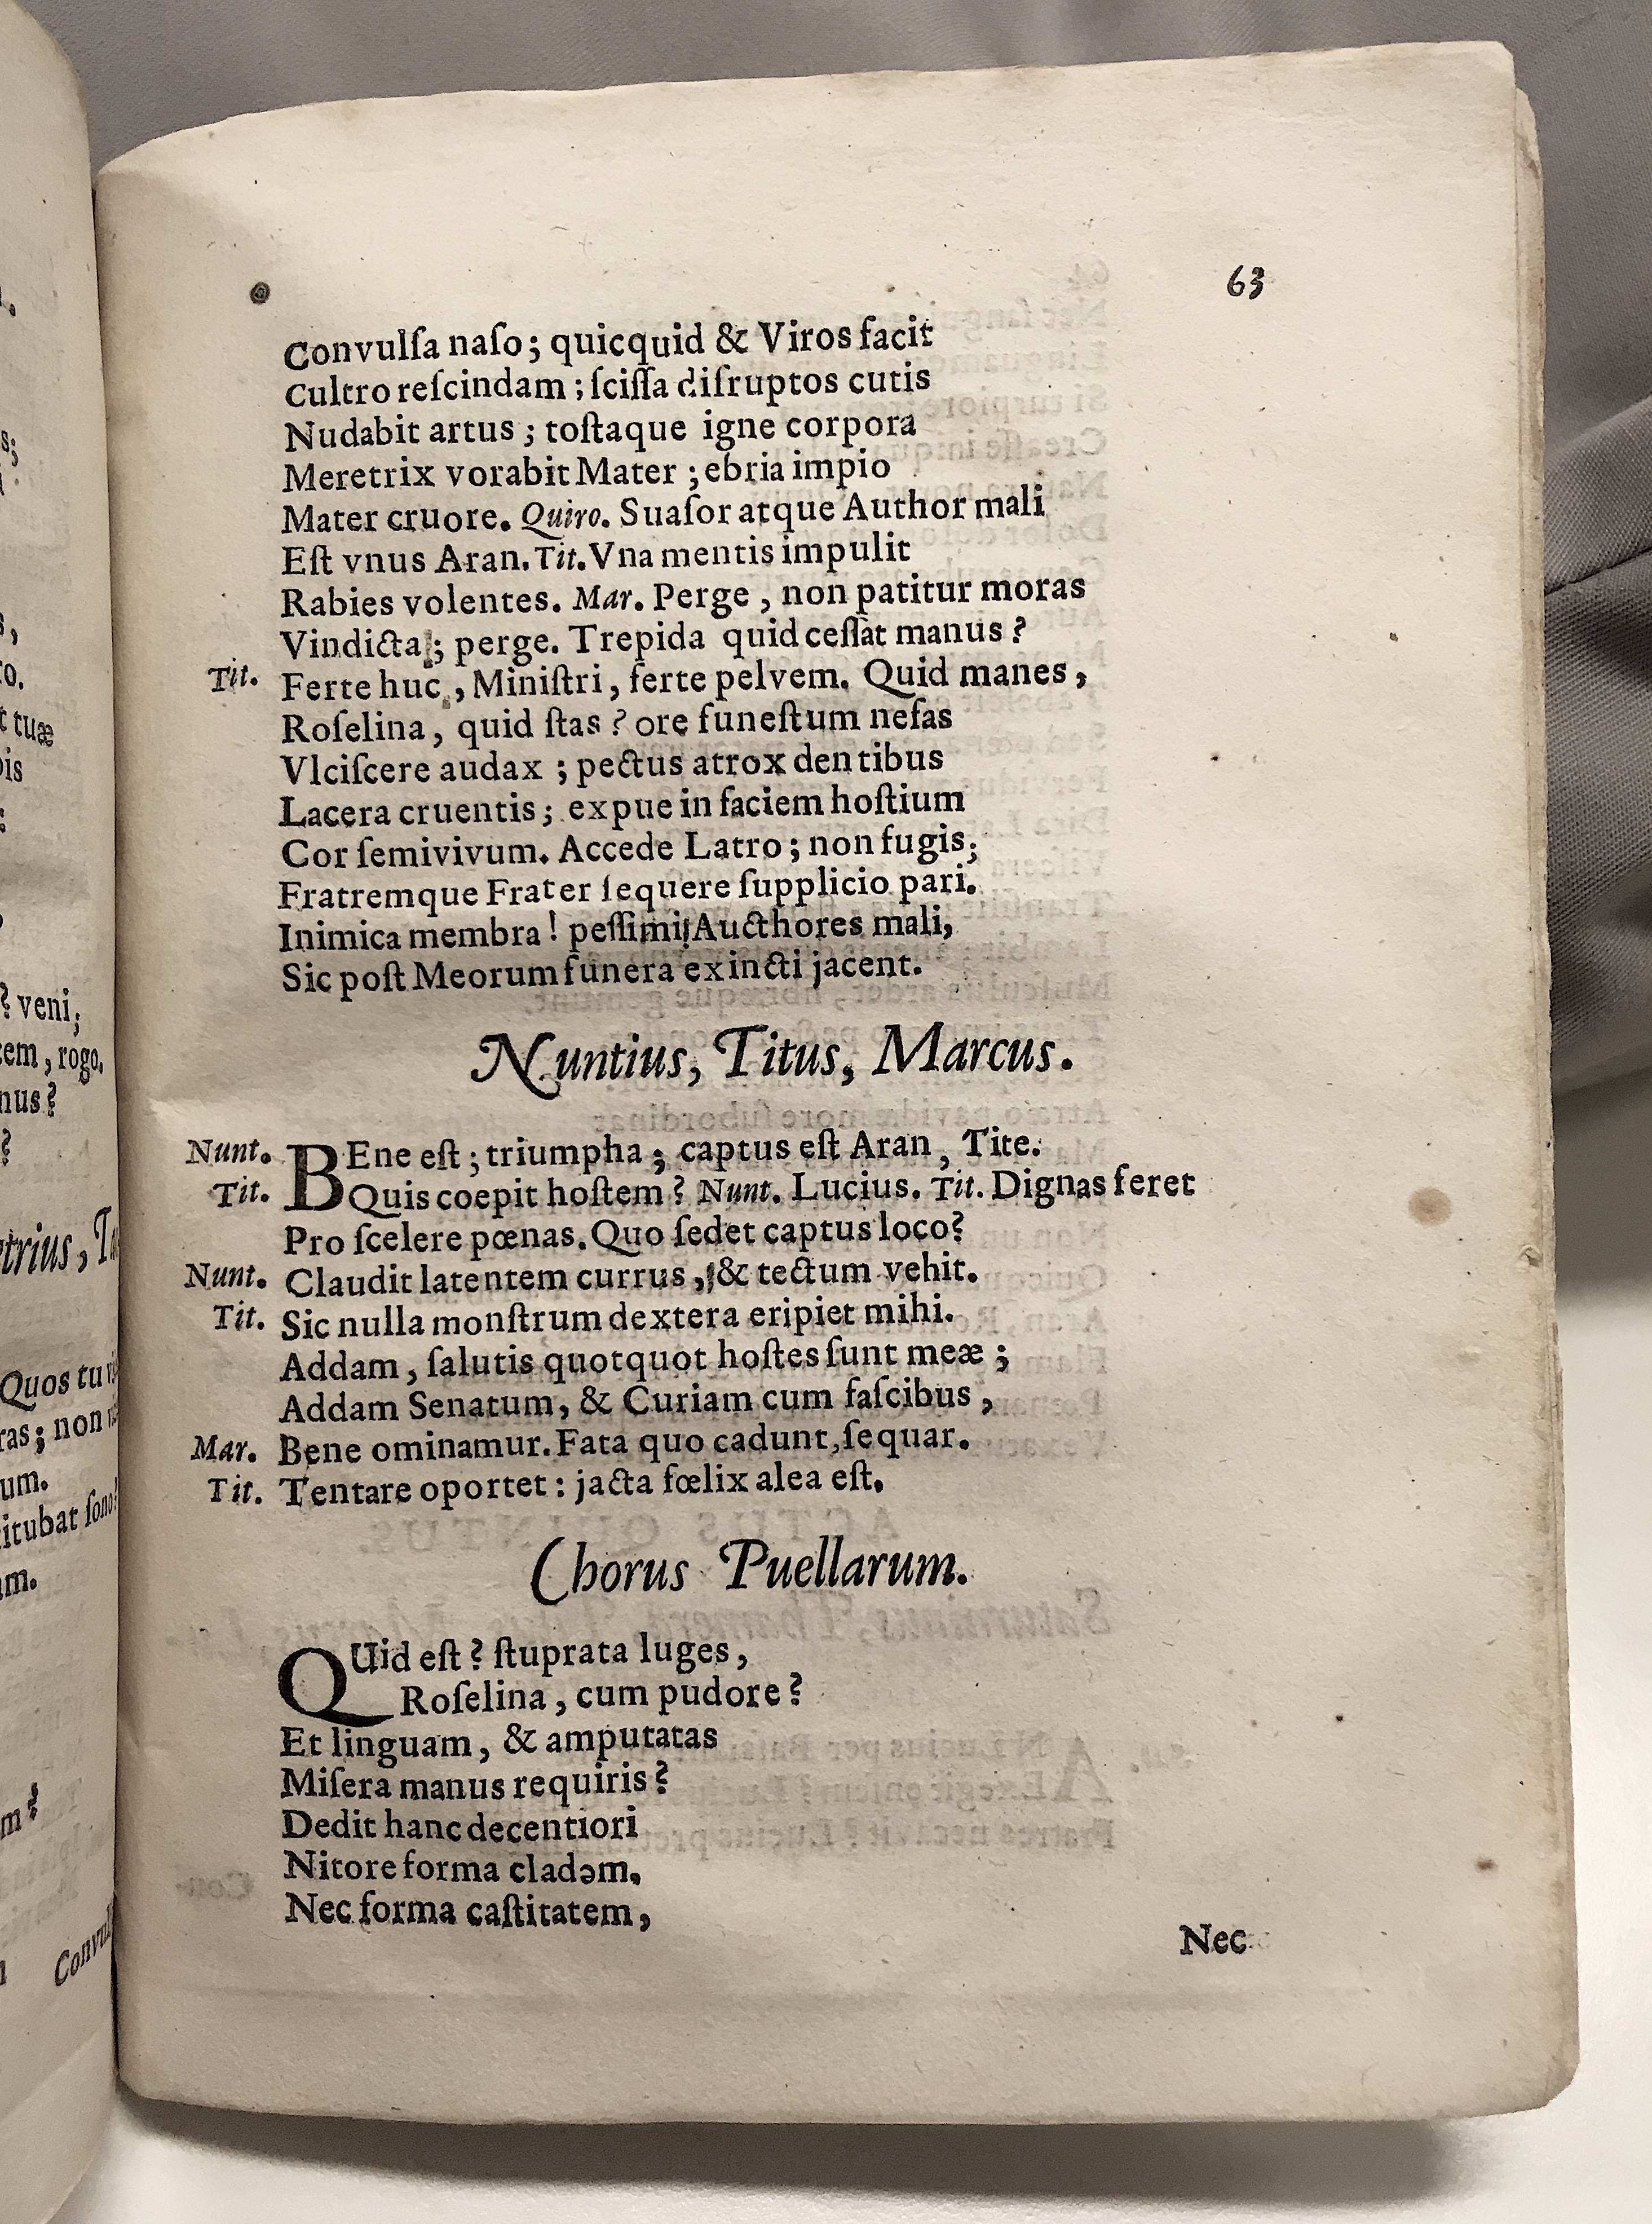 63
Convulſa naſo; quicquid & Viros facit
Cultro reſcindam; ſciſſa diſruptos cutis
Nudabit artus; toſtaque igne corpora
Meretrix vorabit Mater; ebria impio
Mater cruore. Quiro. Suaſor atque Author mali
Eſt vnus Aran. Tit. Vna mentis impulit
Rabies volentes. Mar. Perge, non patitur moras
Vindicta; perge. Trepida quid ceſſat manus?
Tit. Ferte huc, Miniſtri, ferte pelvem. Quid manes,
Roſelina, quid ſtas? ore funeſtum nefas
Vlciſcere audax; pectus atrox dentibus
Lacera cruentis; expue in faciem hoſtium
Cor ſemivivum. Accede Latro; non fugis;
Fratremque Frater ſequere ſupplicio pari.
Inimica membra! peſſimi Aucthores mali,
Sic poſt Meorum funera exincti jacent.
Nuntius, Titus, Marcus.
Nunt. BEne eſt; triumpha; captus eſt Aran, Tite.
Tit. Quis coepit hoſtem? Nunt. Lucius. Tit. Dignas feret
Pro ſcelere pœnas. Quo ſedet captus loco?
Nunt. Claudit latentem currus, & tectum vehit.
Tit. Sic nulla monſtrum dextera eripiet mihi.
Addam, ſalutis quotquot hoſtes ſunt meæ;
Addam Senatum, & Curiam cum faſcibus,
Mar. Bene ominamur. Fata quo cadunt, ſequar.
Tit. Tentare oportet: jacta fœlix alea eſt.
Chorus Puellarum.
QUid eſt? ſtuprata luges,
Roſelina, cum pudore?
Et linguam, & amputatas
Miſera manus requiris?
Dedit hanc decentiori
Nitore forma cladəm.
Nec forma caſtitatem,
Nec